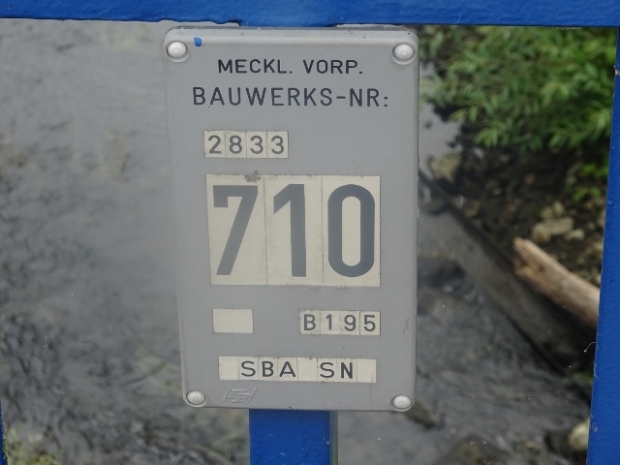 MECKL. VORP.
BAUWERKS-NR:
2833
710
B195
SBA SN